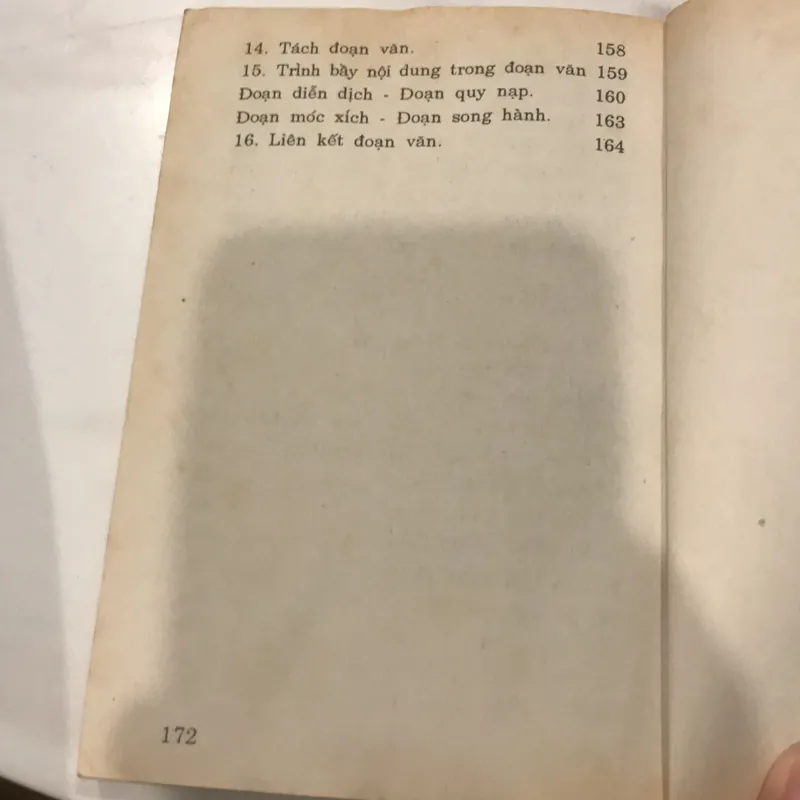 14. Tách đoạn văn. 158
15. Trình bầy nội dung trong đoạn văn 159
Đoạn diễn dịch - Đoạn quy nạp. 160
Đoạn móc xích - Đoạn song hành. 163
16. Liên kết đoạn văn. 164
172